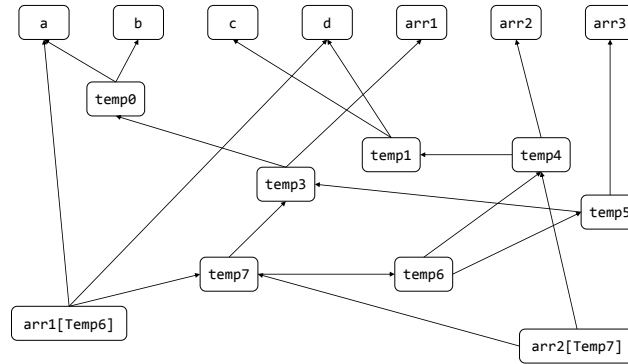 a
b
c
d
arr1
arr2
arr3
temp0
temp1
temp4
temp3
temp5
temp7
temp6
arr1[Temp6]
arr2[Temp7]